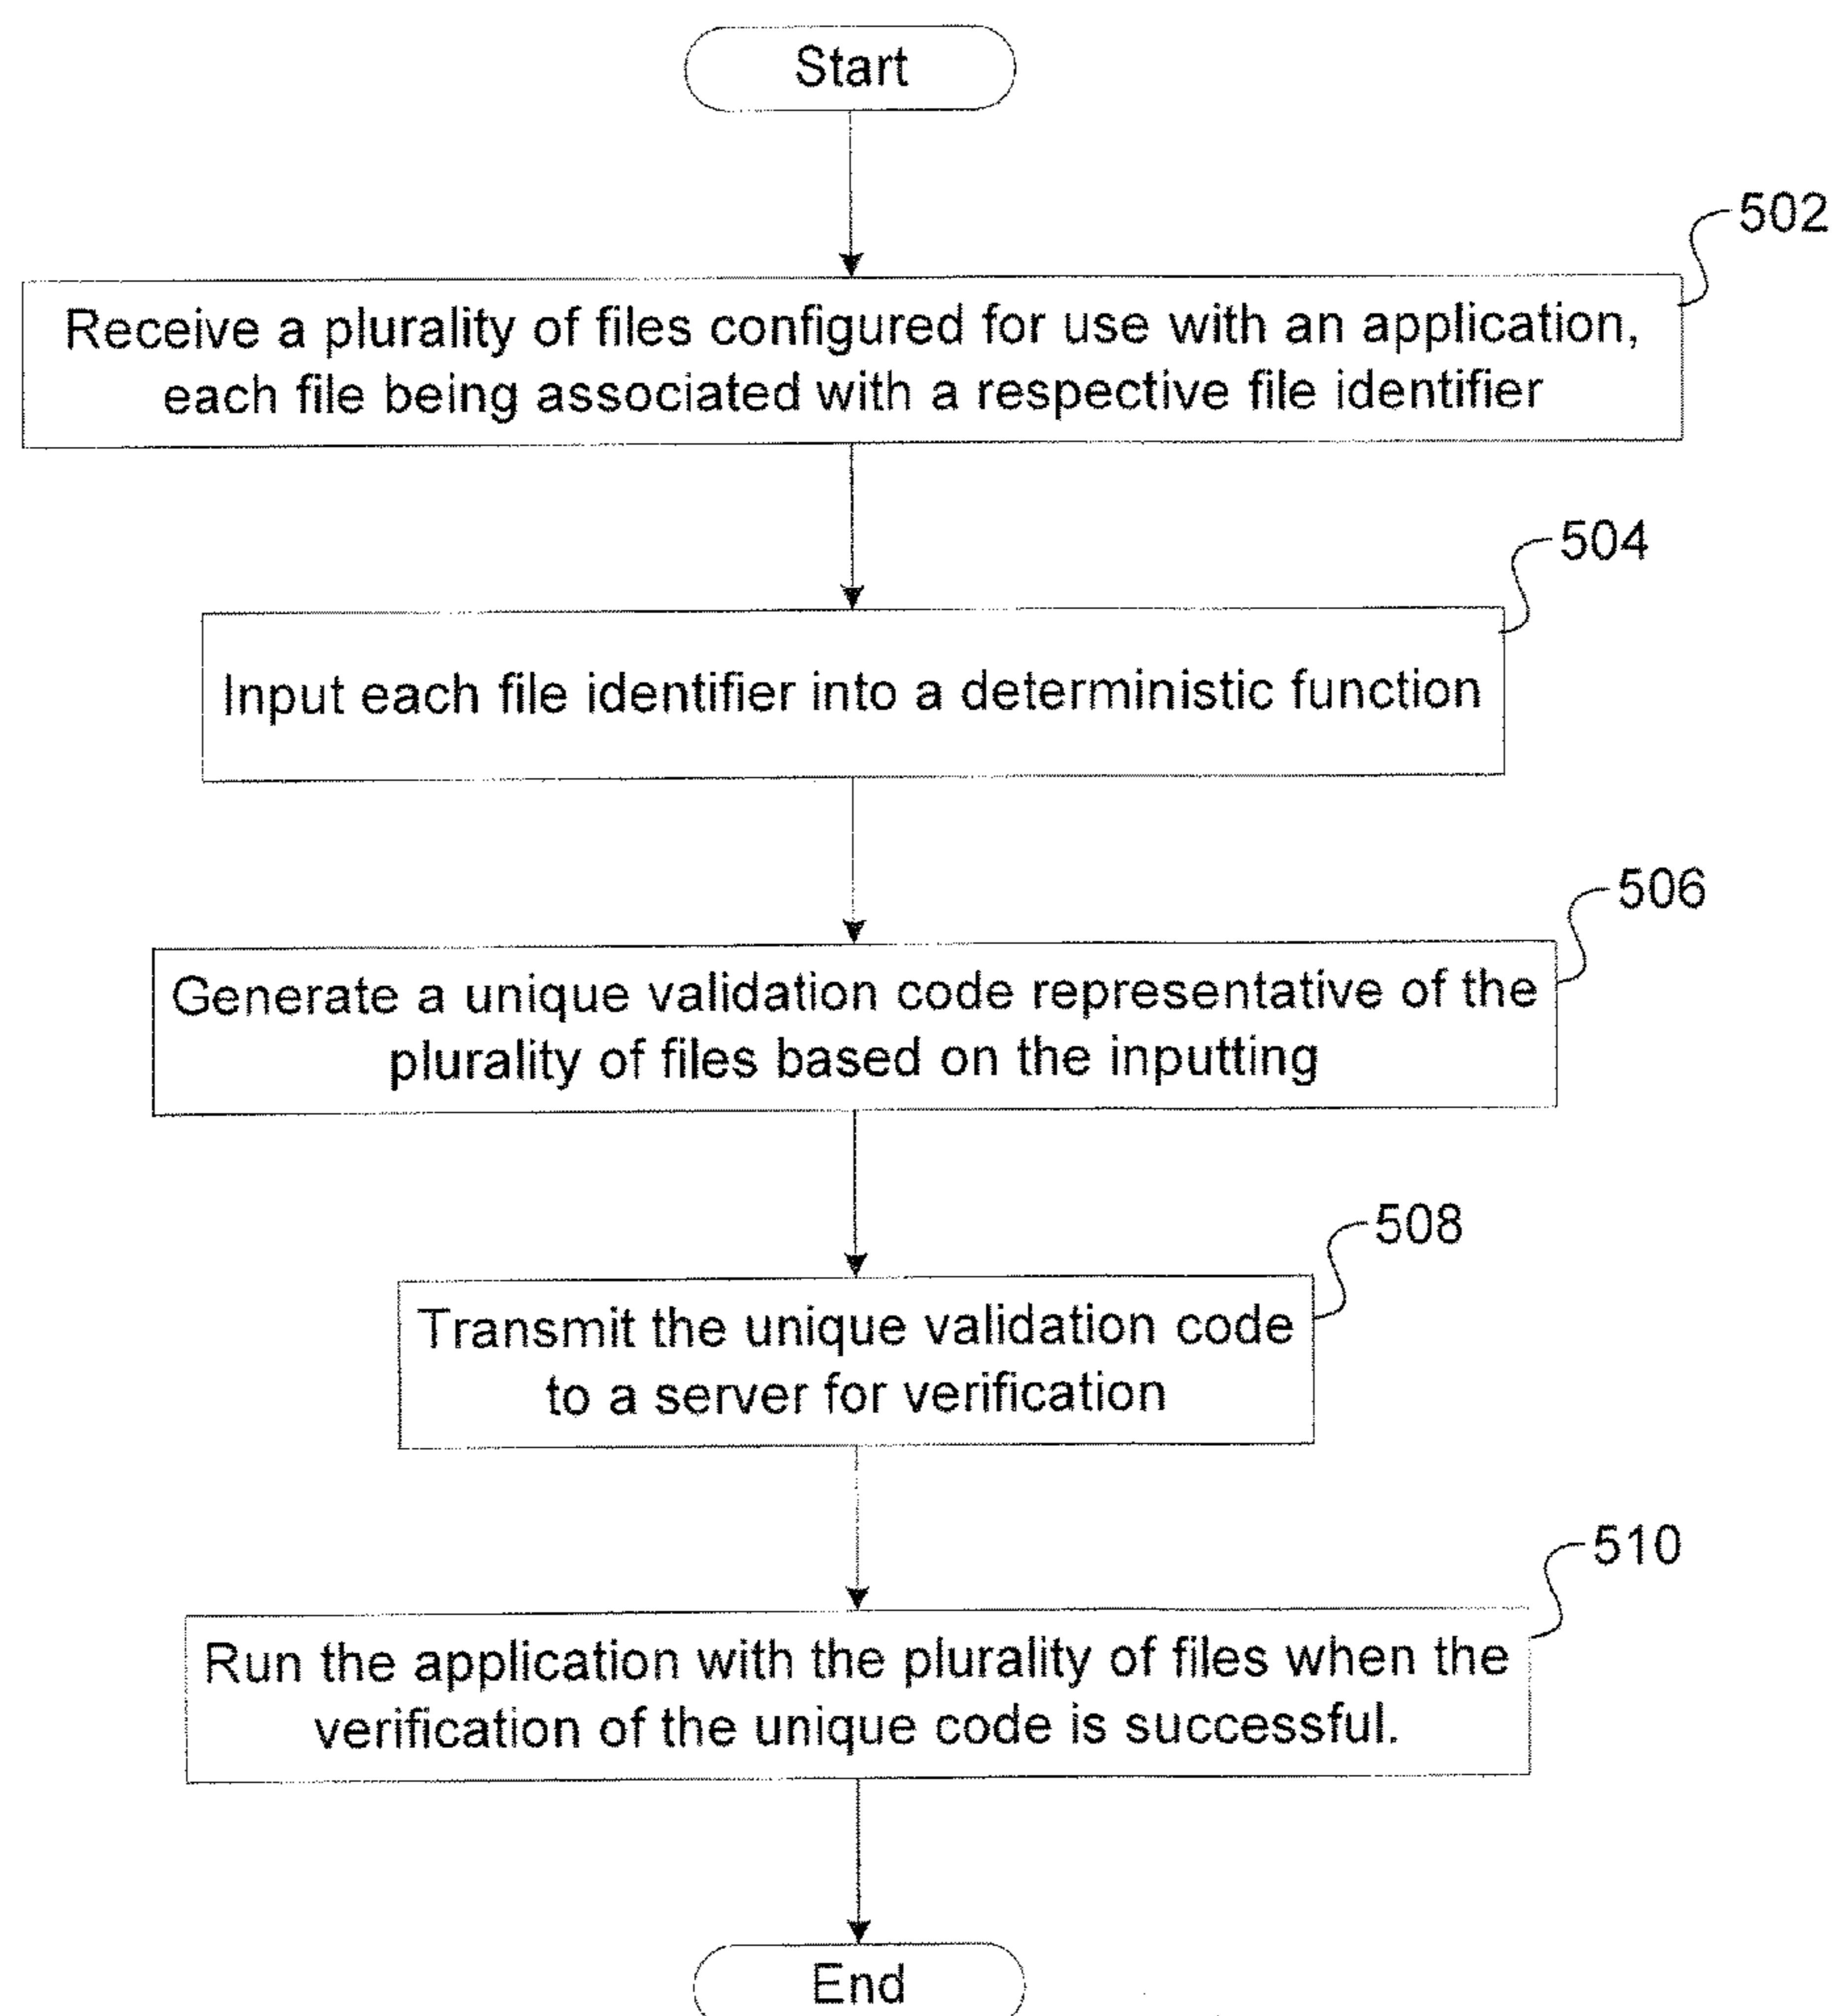 Start
502
Receive a plurality of files configured for use with an application,
each file being associated with a respective file identifier
504
Input each file identifier into a deterministic function
506
Generate a unique validation code representative of the
plurality of files based on the inputting
508
Transmit the unique validation code
to a server for verification
510
Run the application with the plurality of files when the
verification of the unique code is successful.
End